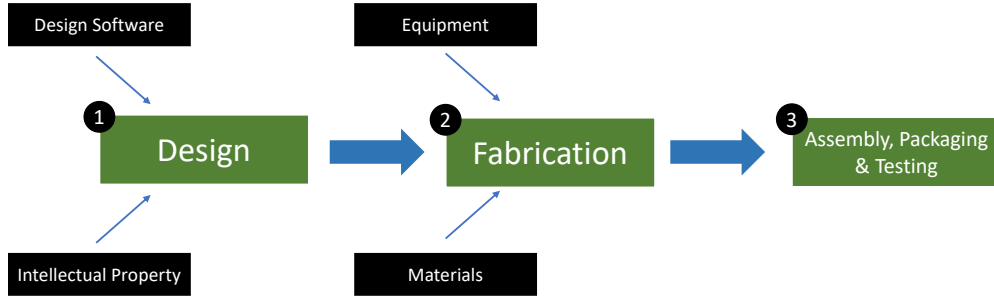 Design Software
Equipment
1
Design
2
Fabrication
3
Assembly, Packaging
& Testing
Intellectual Property
Materials